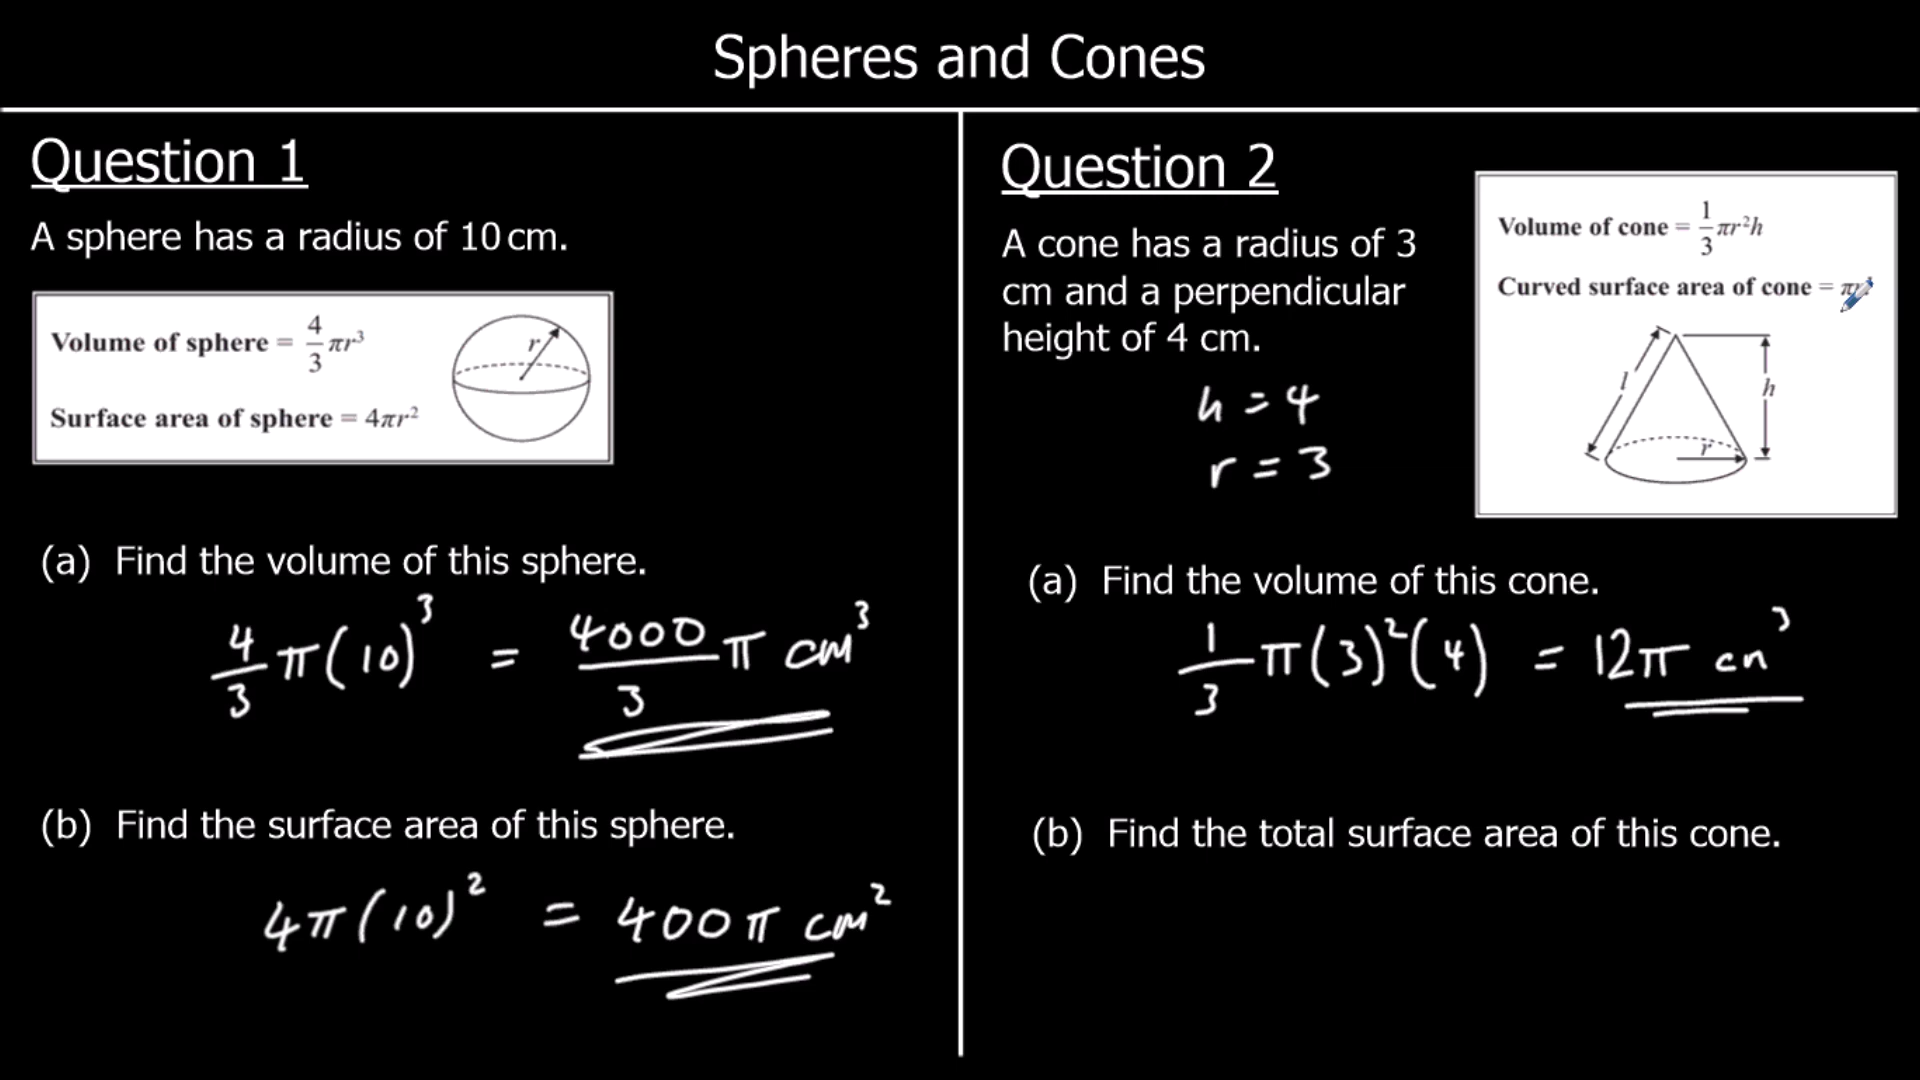 Spheres and Cones
Question 1
A sphere has a radius of 10 cm.
Volume of sphere = 4/3 πr³
Surface area of sphere = 4πr²
r
(a) Find the volume of this sphere.
4/3 π(10)³ = 4000/3 π cm³
(b) Find the surface area of this sphere.
4π(10)² = 400π cm²
Question 2
A cone has a radius of 3
cm and a perpendicular
height of 4 cm.
h = 4
r = 3
Volume of cone = 1/3 πr²h
Curved surface area of cone =
l
h
r
(a) Find the volume of this cone.
1/3 π(3)²(4) = 12π cm³
(b) Find the total surface area of this cone.